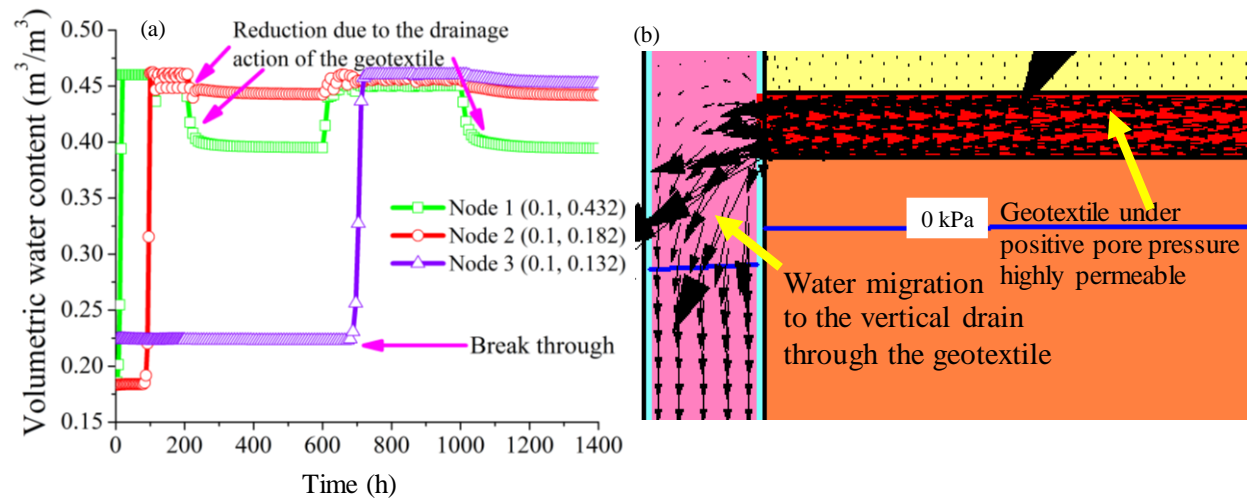 (a)
Reduction due to the drainage
action of the geotextile
Volumetric water content (m³/m³)
0.50
0.45
0.40
0.35
0.30
0.25
0.20
0.15
Node 1 (0.1, 0.432)
Node 2 (0.1, 0.182)
Node 3 (0.1, 0.132)
Break through
0 200 400 600 800 1000 1200 1400
Time (h)
(b)
0 kPa
Geotextile under
positive pore pressure
highly permeable
Water migration
to the vertical drain
through the geotextile